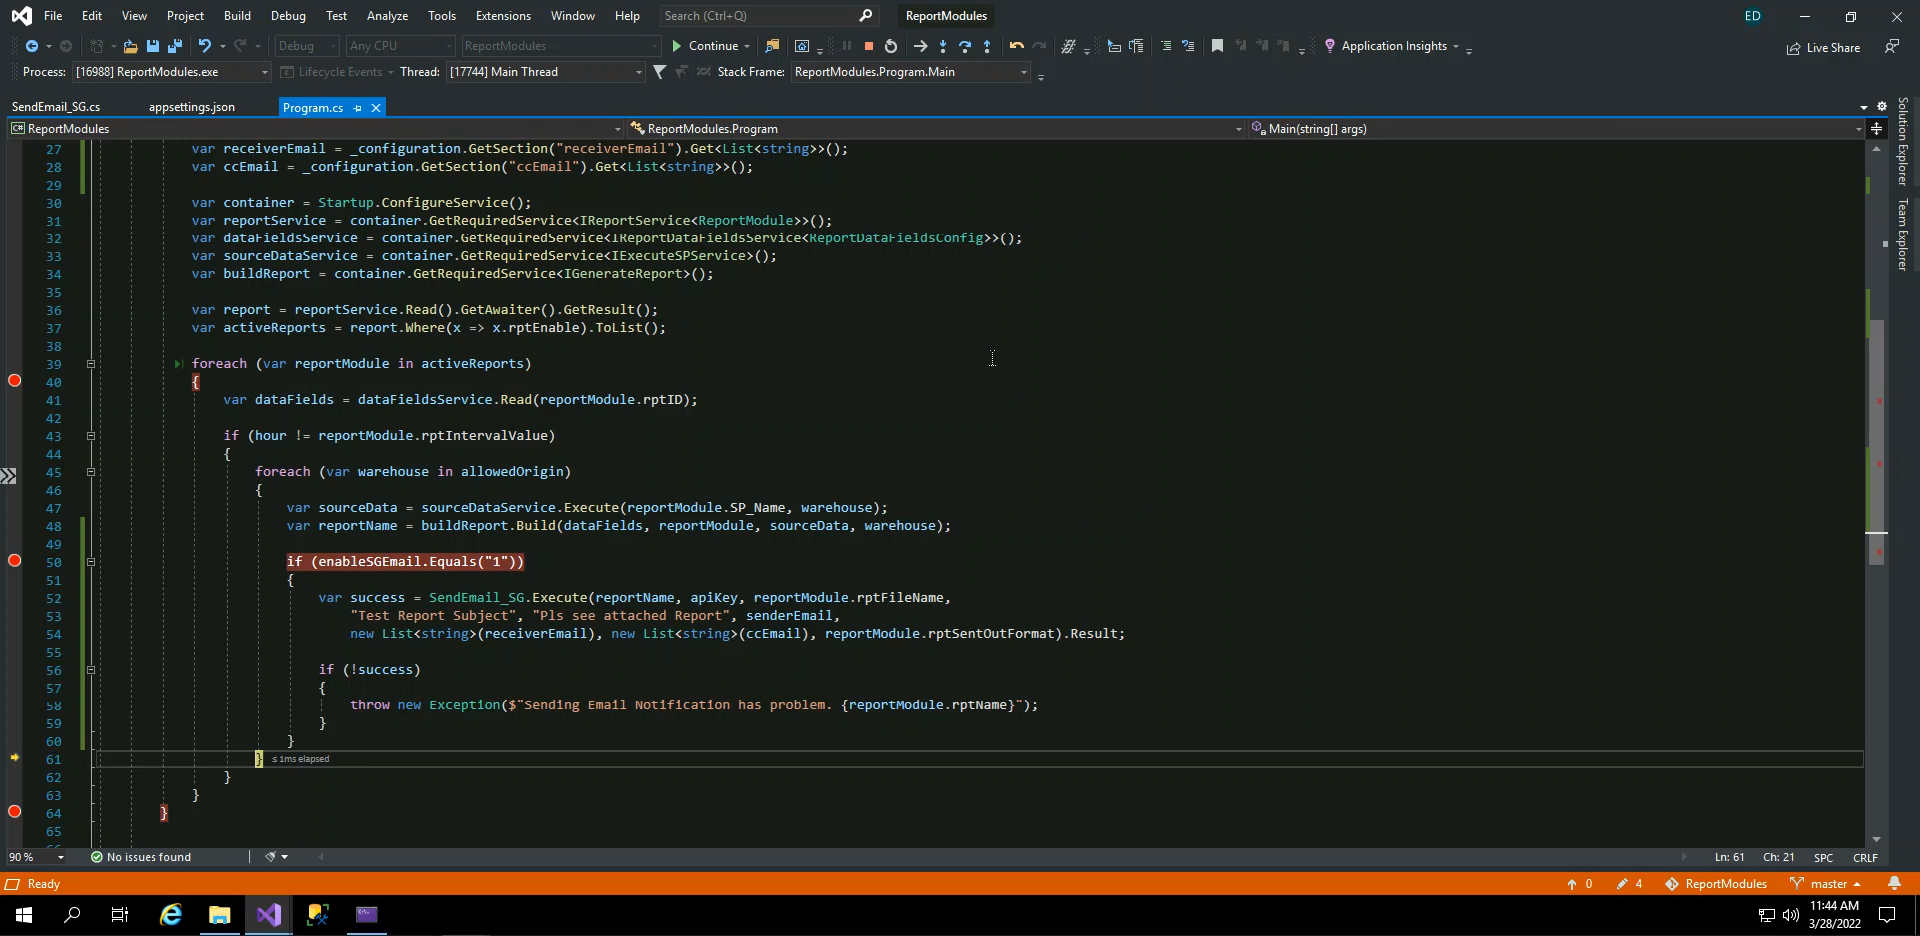 File Edit View Project Build Debug Test Analyze Tools Extensions Window Help Search (Ctrl+Q) ReportModules ED
Debug Any CPU ReportModules Continue Application Insights Live Share
Process: [16988] ReportModules.exe Lifecycle Events Thread: [17744] Main Thread Stack Frame: ReportModules.Program.Main
SendEmail_SG.cs appsettings.json Program.cs
C# ReportModules ReportModules.Program Main(string[] args)
27 var receiverEmail = _configuration.GetSection("receiverEmail").Get<List<string>>();
28 var ccEmail = _configuration.GetSection("ccEmail").Get<List<string>>();
29
30 var container = Startup.ConfigureService();
31 var reportService = container.GetRequiredService<IReportService<ReportModule>>();
32 var dataFieldsService = container.GetRequiredService<IReportDataFieldsService<ReportDataFieldsConfig>>();
33 var sourceDataService = container.GetRequiredService<IExecuteSPService>();
34 var buildReport = container.GetRequiredService<IGenerateReport>();
35
36 var report = reportService.Read().GetAwaiter().GetResult();
37 var activeReports = report.Where(x => x.rptEnable).ToList();
38
39 foreach (var reportModule in activeReports)
40 {
41 var dataFields = dataFieldsService.Read(reportModule.rptID);
42
43 if (hour != reportModule.rptIntervalValue)
44 {
45 foreach (var warehouse in allowedOrigin)
46 {
47 var sourceData = sourceDataService.Execute(reportModule.SP_Name, warehouse);
48 var reportName = buildReport.Build(dataFields, reportModule, sourceData, warehouse);
49
50 if (enableSGEmail.Equals("1"))
51 {
52 var success = SendEmail_SG.Execute(reportName, apiKey, reportModule.rptFileName,
53 "Test Report Subject", "Pls see attached Report", senderEmail,
54 new List<string>(receiverEmail), new List<string>(ccEmail), reportModule.rptSentOutFormat).Result;
55
56 if (!success)
57 {
58 throw new Exception($"Sending Email Notification has problem. {reportModule.rptName}");
59 }
60 }
61 } ≤ 1ms elapsed
62 }
63 }
64 }
65
Solution Explorer
Team Explorer
90 % No issues found Ln: 61 Ch: 21 SPC CRLF
Ready 0 4 ReportModules master
11:44 AM
3/28/2022